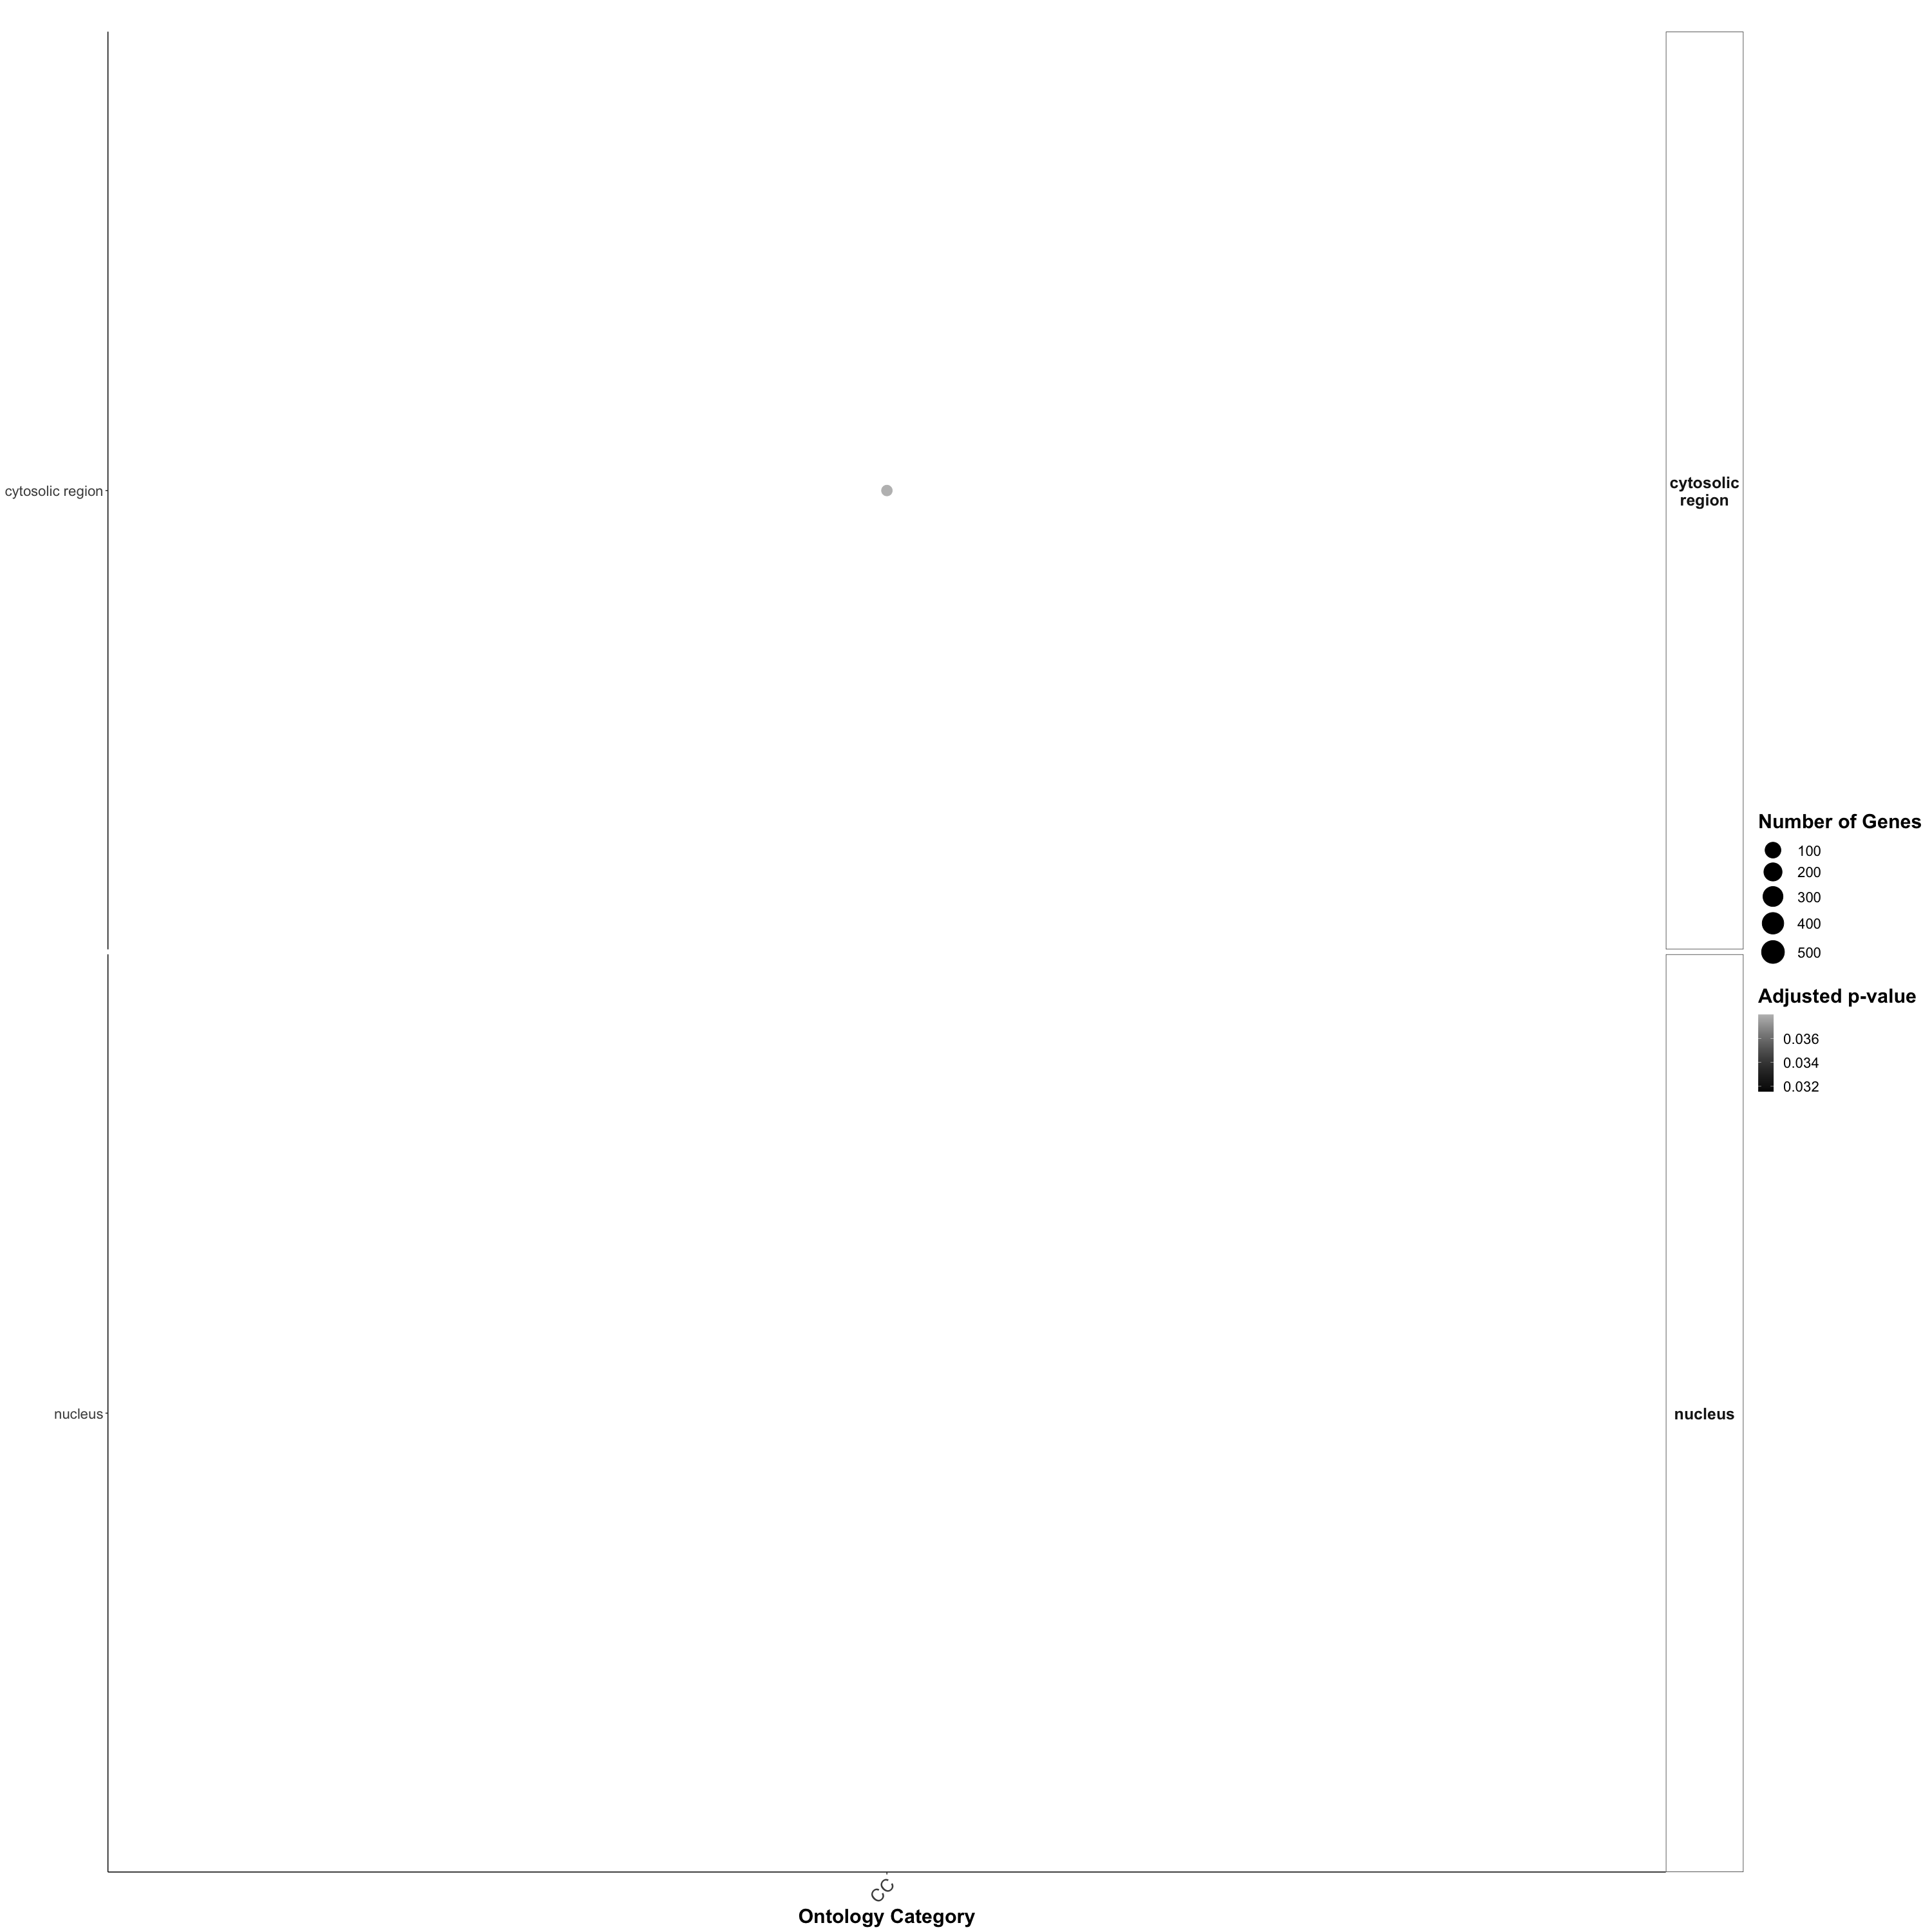 cytosolic region
cytosolic
region
nucleus
nucleus
CC
Ontology Category
Number of Genes
100
200
300
400
500
Adjusted p-value
0.036
0.034
0.032